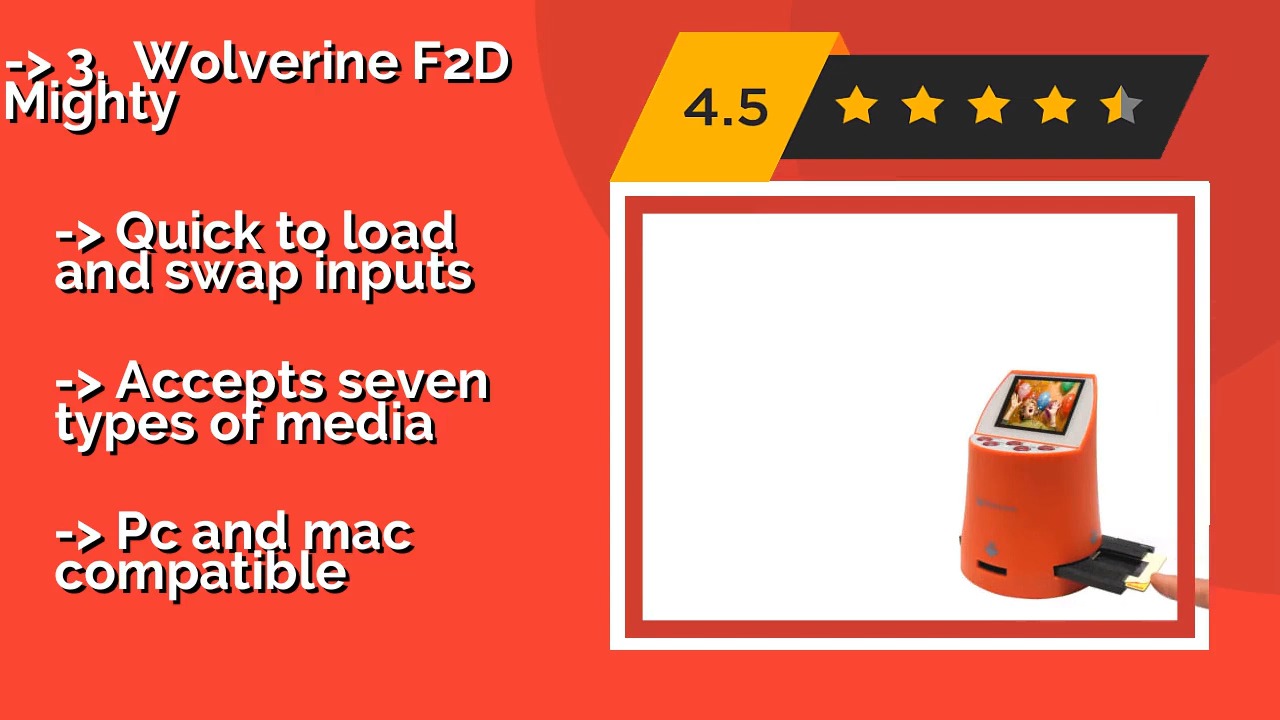 -> 3. Wolverine F2D
Mighty
4.5
-> Quick to load
and swap inputs
-> Accepts seven
types of media
-> Pc and mac
compatible